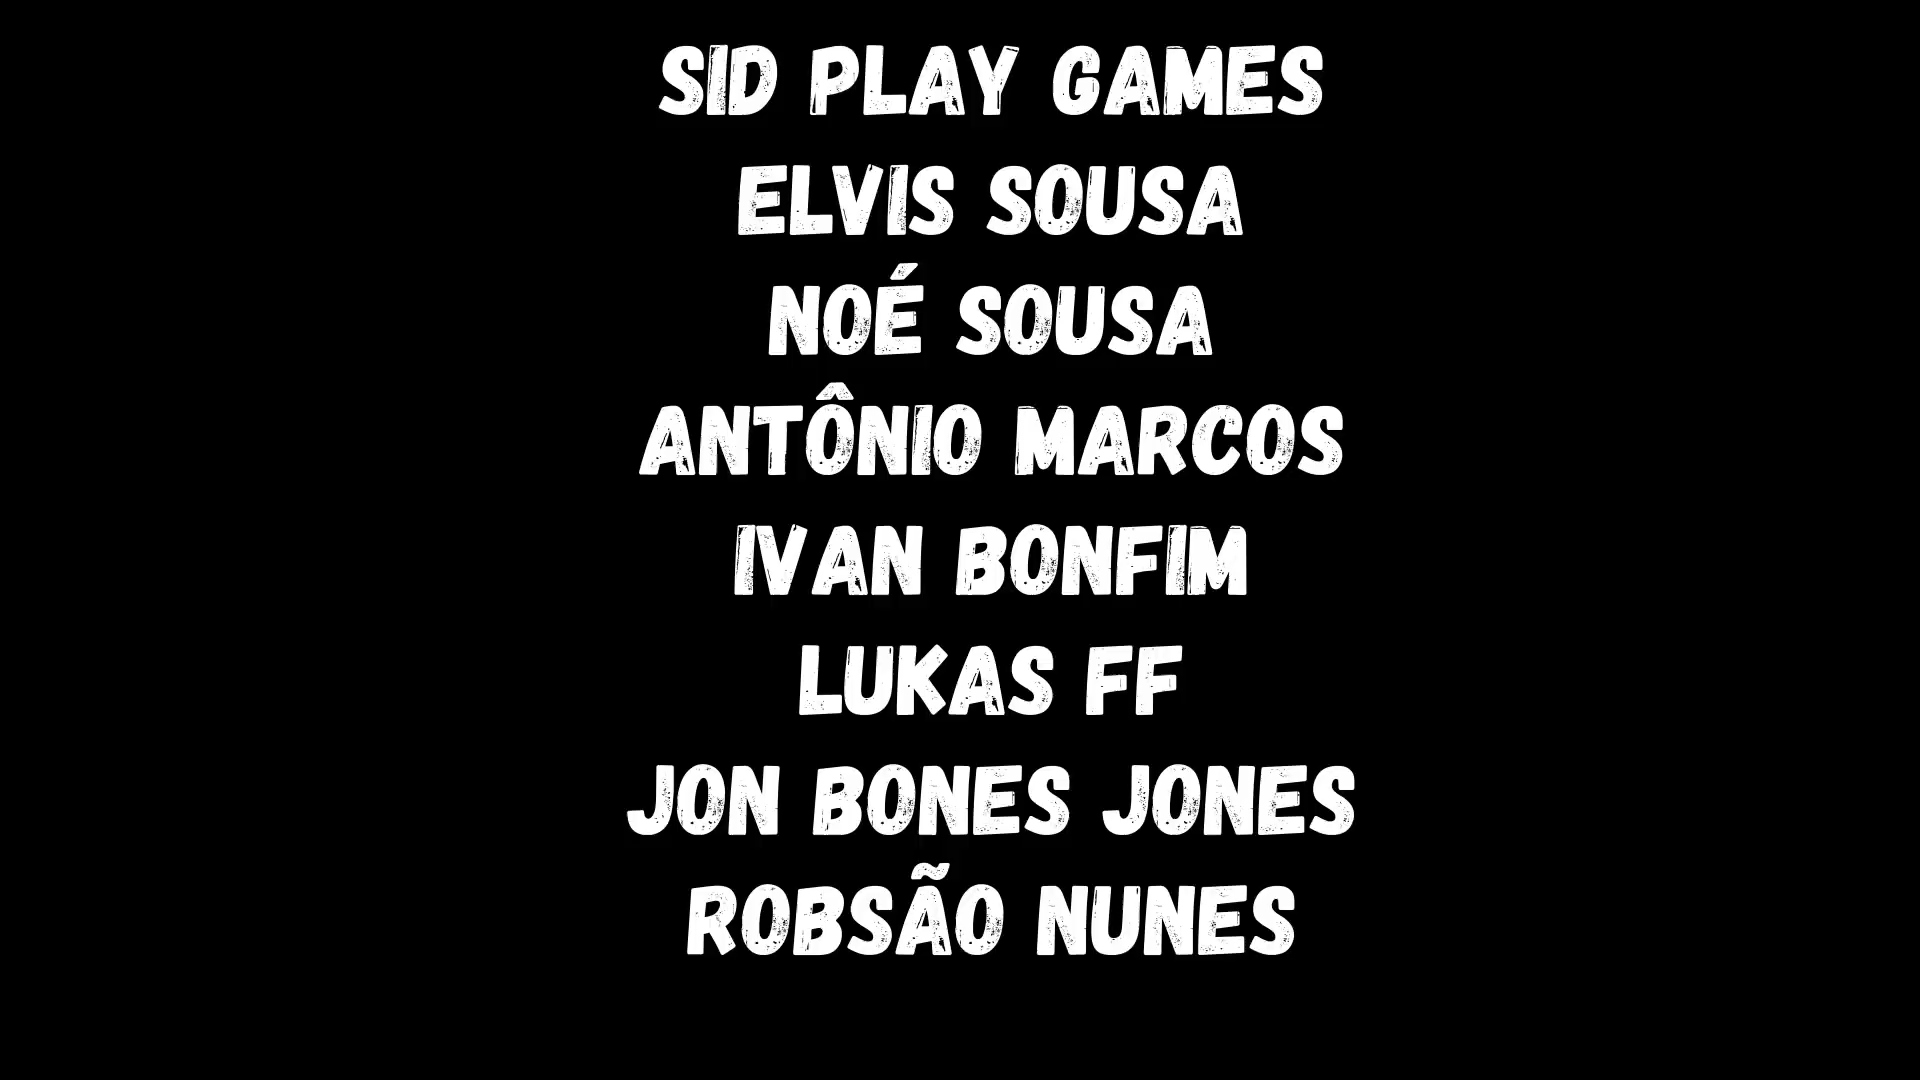 SID PLAY GAMES
ELVIS SOUSA
NOÉ SOUSA
ANTÔNIO MARCOS
IVAN BONFIM
LUKAS FF
JON BONES JONES
ROBSÃO NUNES